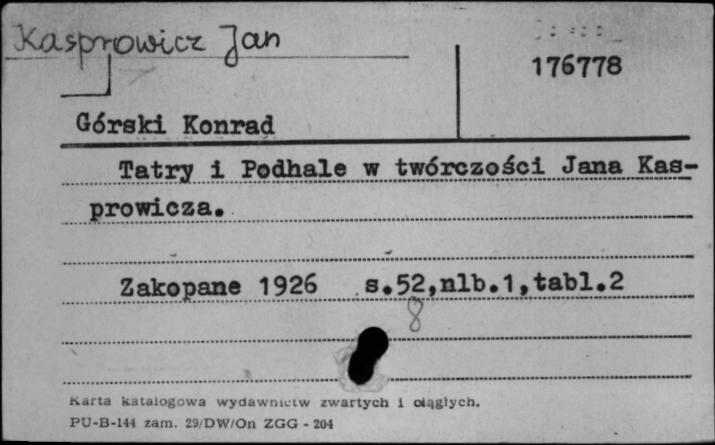 Kasprowicz Jan
176778
Górski Konrad
Tatry i Podhale w twórczości Jana Kas-
prowicza.
Zakopane 1926 s.52,nlb.1,tabl.2
8
Karta katalogowa wydawnictw zwartych i ciągłych.
PU-B-144 zam. 29/DW/On ZGG - 204